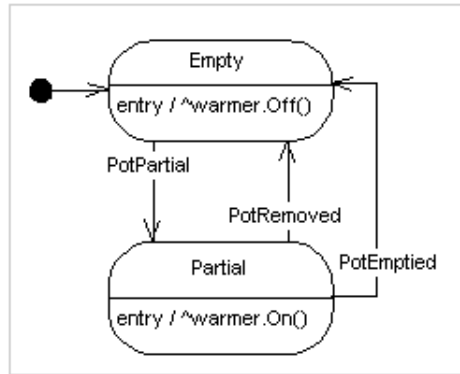 Empty
entry / ^warmer.Off()
PotPartial
PotRemoved
PotEmptied
Partial
entry / ^warmer.On()